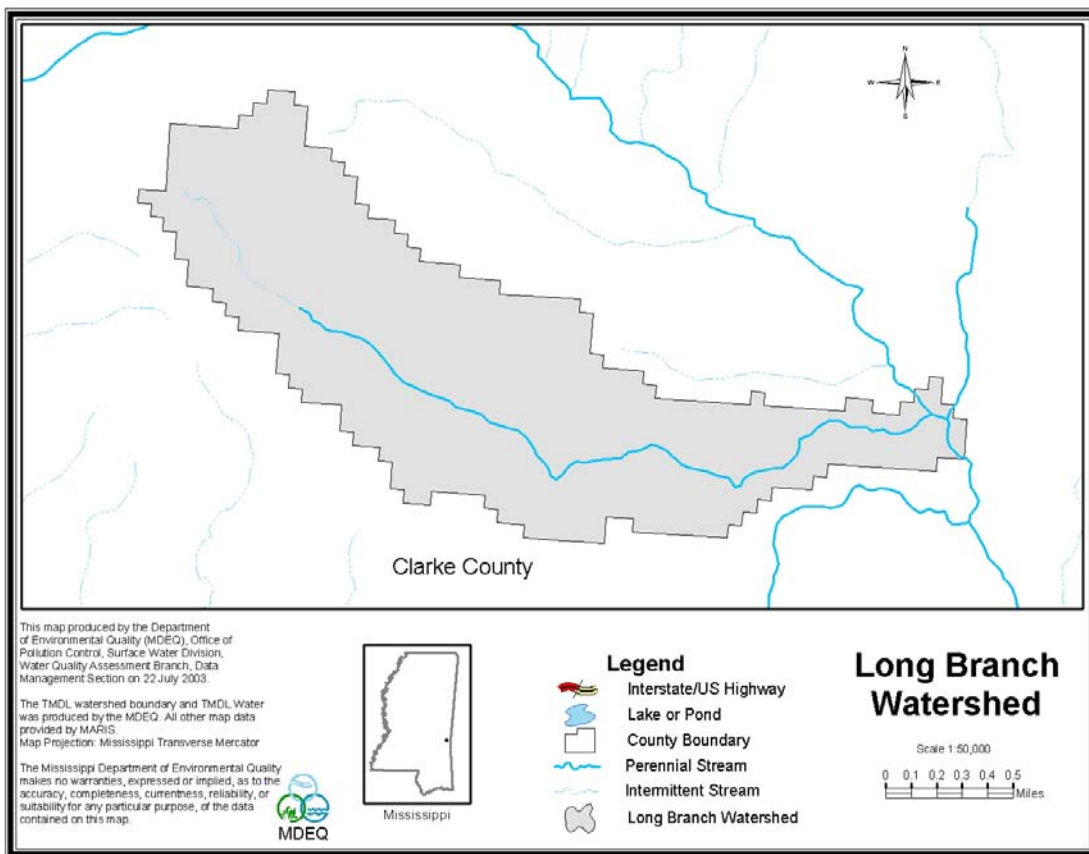 N
W E
S
Clarke County
This map produced by the Department
of Environmental Quality (MDEQ), Office of
Pollution Control, Surface Water Division,
Water Quality Assessment Branch, Data
Management Section on 22 July 2003.
The TMDL watershed boundary and TMDL Water
was produced by the MDEQ. All other map data
provided by MARIS.
Map Projection: Mississippi Transverse Mercator
The Mississippi Department of Environmental Quality
makes no warranties, expressed or implied, as to the
accuracy, completeness, currentness, reliability, or
suitability for any particular purpose, of the data
contained on this map.
MDEQ
Mississippi
Legend
Interstate/US Highway
Lake or Pond
County Boundary
Perennial Stream
Intermittent Stream
Long Branch Watershed
Long Branch
Watershed
Scale 1:50,000
0 0.1 0.2 0.3 0.4 0.5
Miles